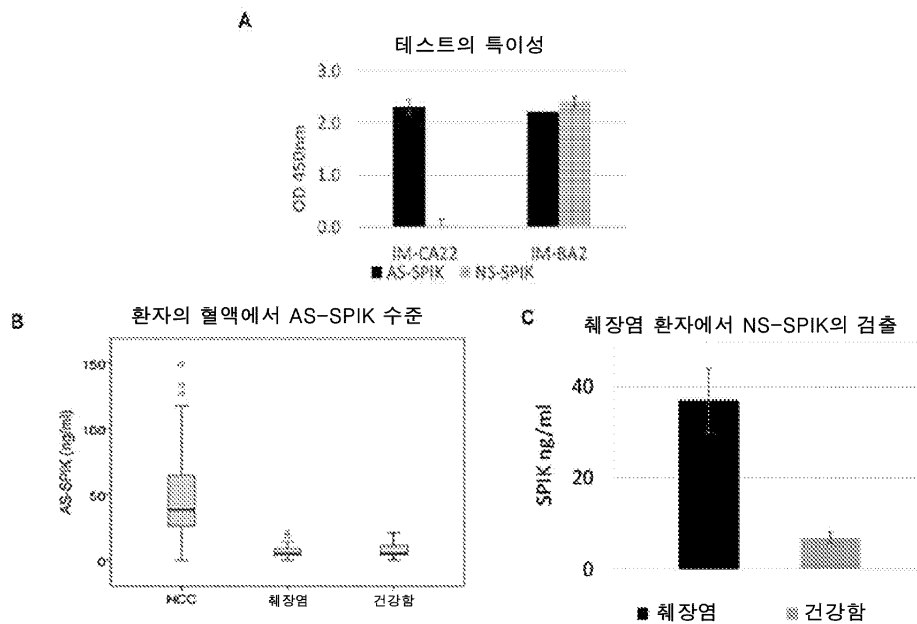 A
테스트의 특이성
3.0
2.0
1.0
0.0
OD 450nm
IM-CA22
IM-BA2
AS-SPIK NS-SPIK
B
환자의 혈액에서 AS-SPIK 수준
150
100
50
0
AS-SPIK (ng/ml)
HCC
췌장염
건강함
C
췌장염 환자에서 NS-SPIK의 검출
40
20
0
SPIK ng/ml
췌장염 건강함